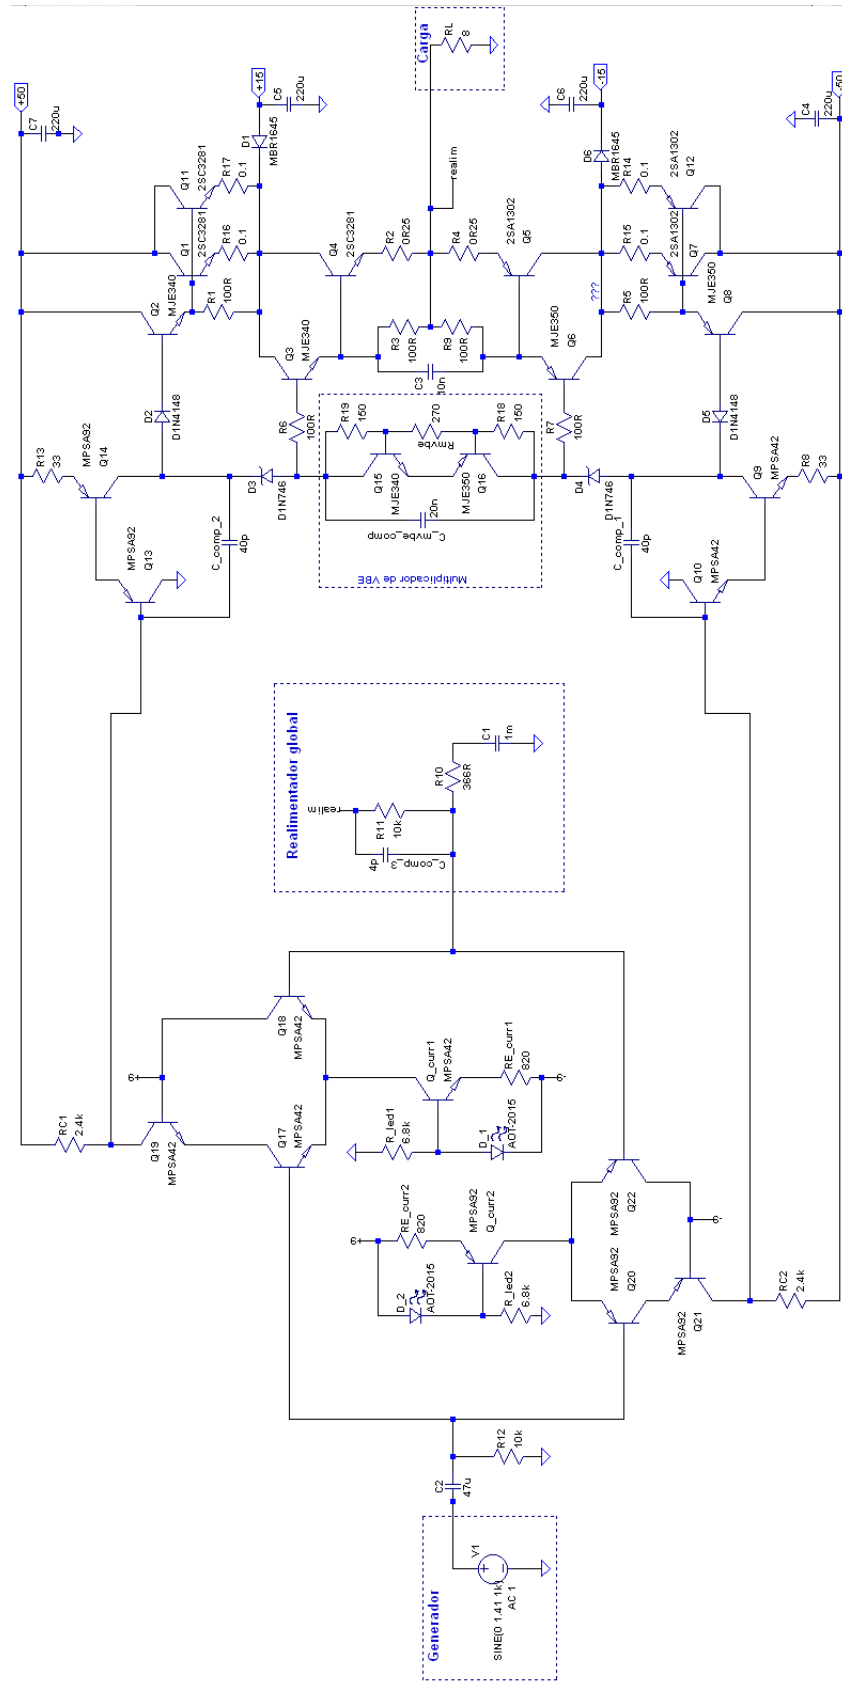 Carga
RL
8
+50
C7
220u
+15
C5
220u
D1
MBR1645
-15
C6
220u
D6
MBR1645
-50
C4
220u
realim
Q11
2SC3281
R17
0.1
Q1
2SC3281
R16
0.1
Q2
MJE340
R1
100R
Q4
2SC3281
R2
0R25
R4
0R25
Q5
2SA1302
R14
0.1
2SA1302
Q12
R15
0.1
2SA1302
Q7
???
R5
100R
MJE350
Q8
Q3
MJE340
R3
100R
R9
100R
C3
10n
MJE350
Q6
R6
100R
R7
100R
D2
D1N4148
D5
D1N4148
R13
33
MPSA92
Q14
D3
D1N746
R19
150
270
Rmvbe
R18
150
Q15
MJE340
MJE350
Q16
20n
C_mvbe_comp
Multiplicador de VBE
D4
D1N746
Q9
MPSA42
R8
33
MPSA92
Q13
C_comp_2
40p
C_comp_1
40p
Q10
MPSA42
Realimentador global
realim
R11
10k
4p
C_comp_3
R10
366R
C1
1m
RC1
2.4k
+9
Q19
MPSA42
Q18
MPSA42
Q17
MPSA42
Q_curr1
MPSA42
R_led1
6.8k
RE_curr1
820
D_1
AOT-2015
-9
+9
RE_curr2
820
D_2
AOT-2015
MPSA92
Q_curr2
R_led2
6.8k
MPSA92
Q22
MPSA92
Q20
-9
MPSA92
Q21
RC2
2.4k
C2
47u
R12
10k
Generador
V1
SINE(0 1.41 1k)
AC 1